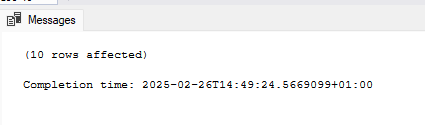 Messages
(10 rows affected)
Completion time: 2025-02-26T14:49:24.5669099+01:00